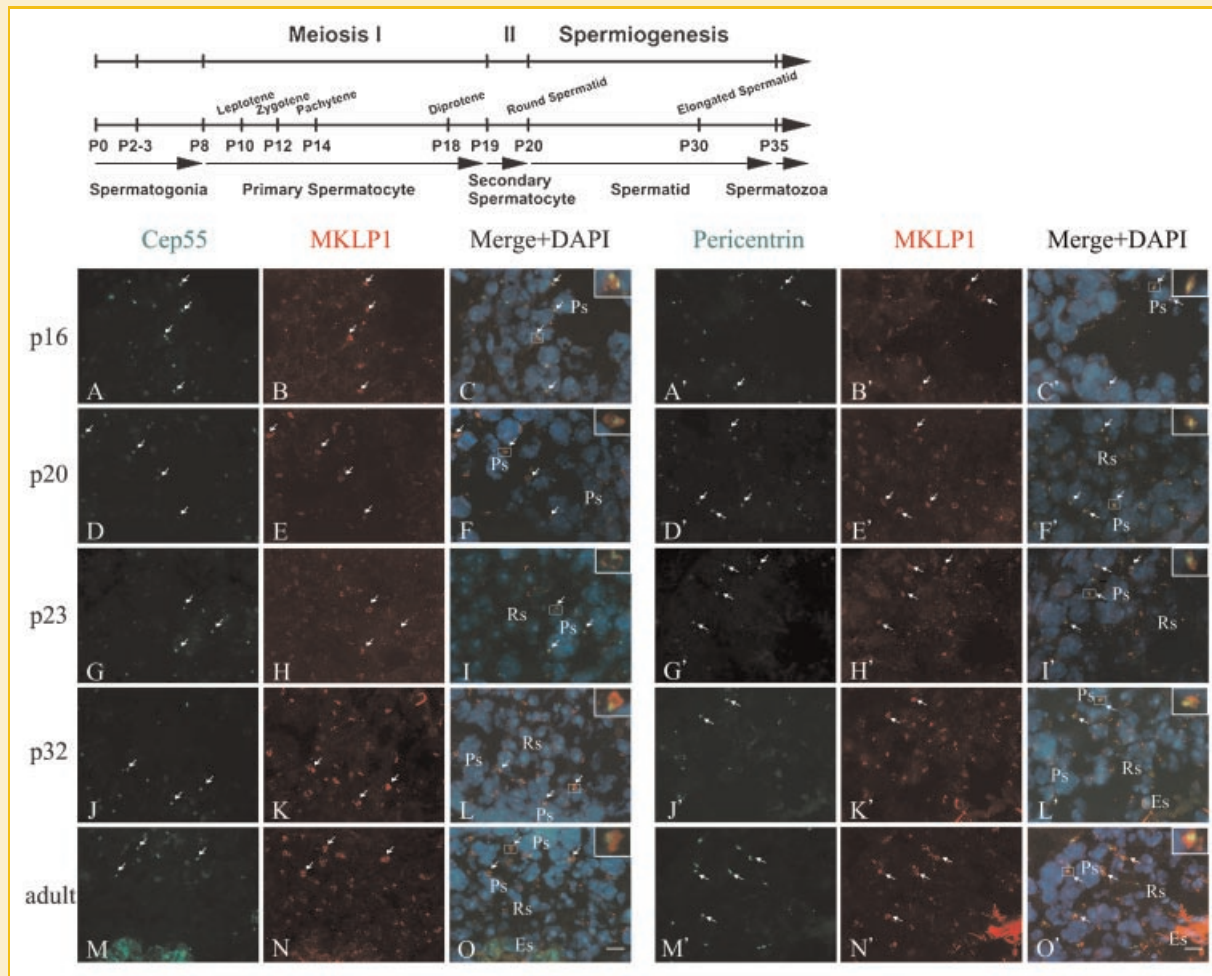 Meiosis I II Spermiogenesis
Leptotene Zygotene Pachytene Diprotene Round Spermatid Elongated Spermatid
P0 P2-3 P8 P10 P12 P14 P18 P19 P20 P30 P35
Spermatogonia Primary Spermatocyte Secondary Spermatocyte Spermatid Spermatozoa
Cep55 MKLP1 Merge+DAPI Pericentrin MKLP1 Merge+DAPI
p16
Ps Ps
A B C A' B' C'
p20
Ps Ps Rs Ps
D E F D' E' F'
p23
Rs Ps Ps Rs
G H I G' H' I'
p32
Rs Ps Ps Ps Ps Rs Es
J K L J' K' L'
adult
Ps Ps Rs Es Ps Rs Es
M N O M' N' O'